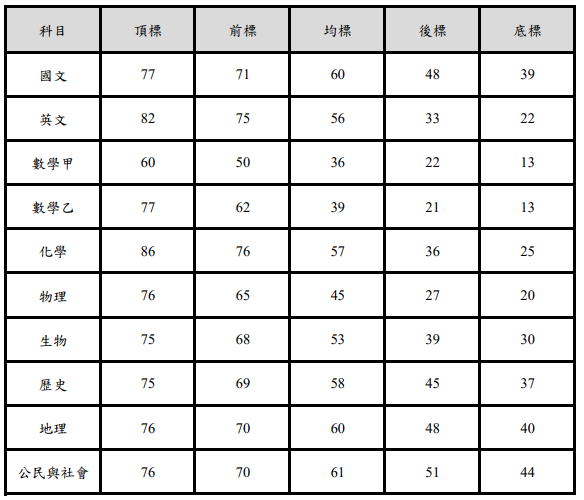 科目 頂標 前標 均標 後標 底標
國文 77 71 60 48 39
英文 82 75 56 33 22
數學甲 60 50 36 22 13
數學乙 77 62 39 21 13
化學 86 76 57 36 25
物理 76 65 45 27 20
生物 75 68 53 39 30
歷史 75 69 58 45 37
地理 76 70 60 48 40
公民與社會 76 70 61 51 44